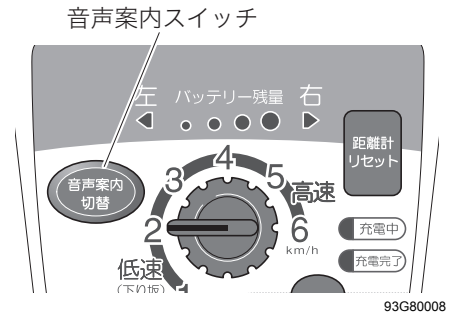 音声案内スイッチ
左 バッテリー残量 右
距離計
リセット
音声案内
切替
1
2
3
4
5
6
km/h
高速
低速
(下り坂)
充電中
充電完了
93G80008